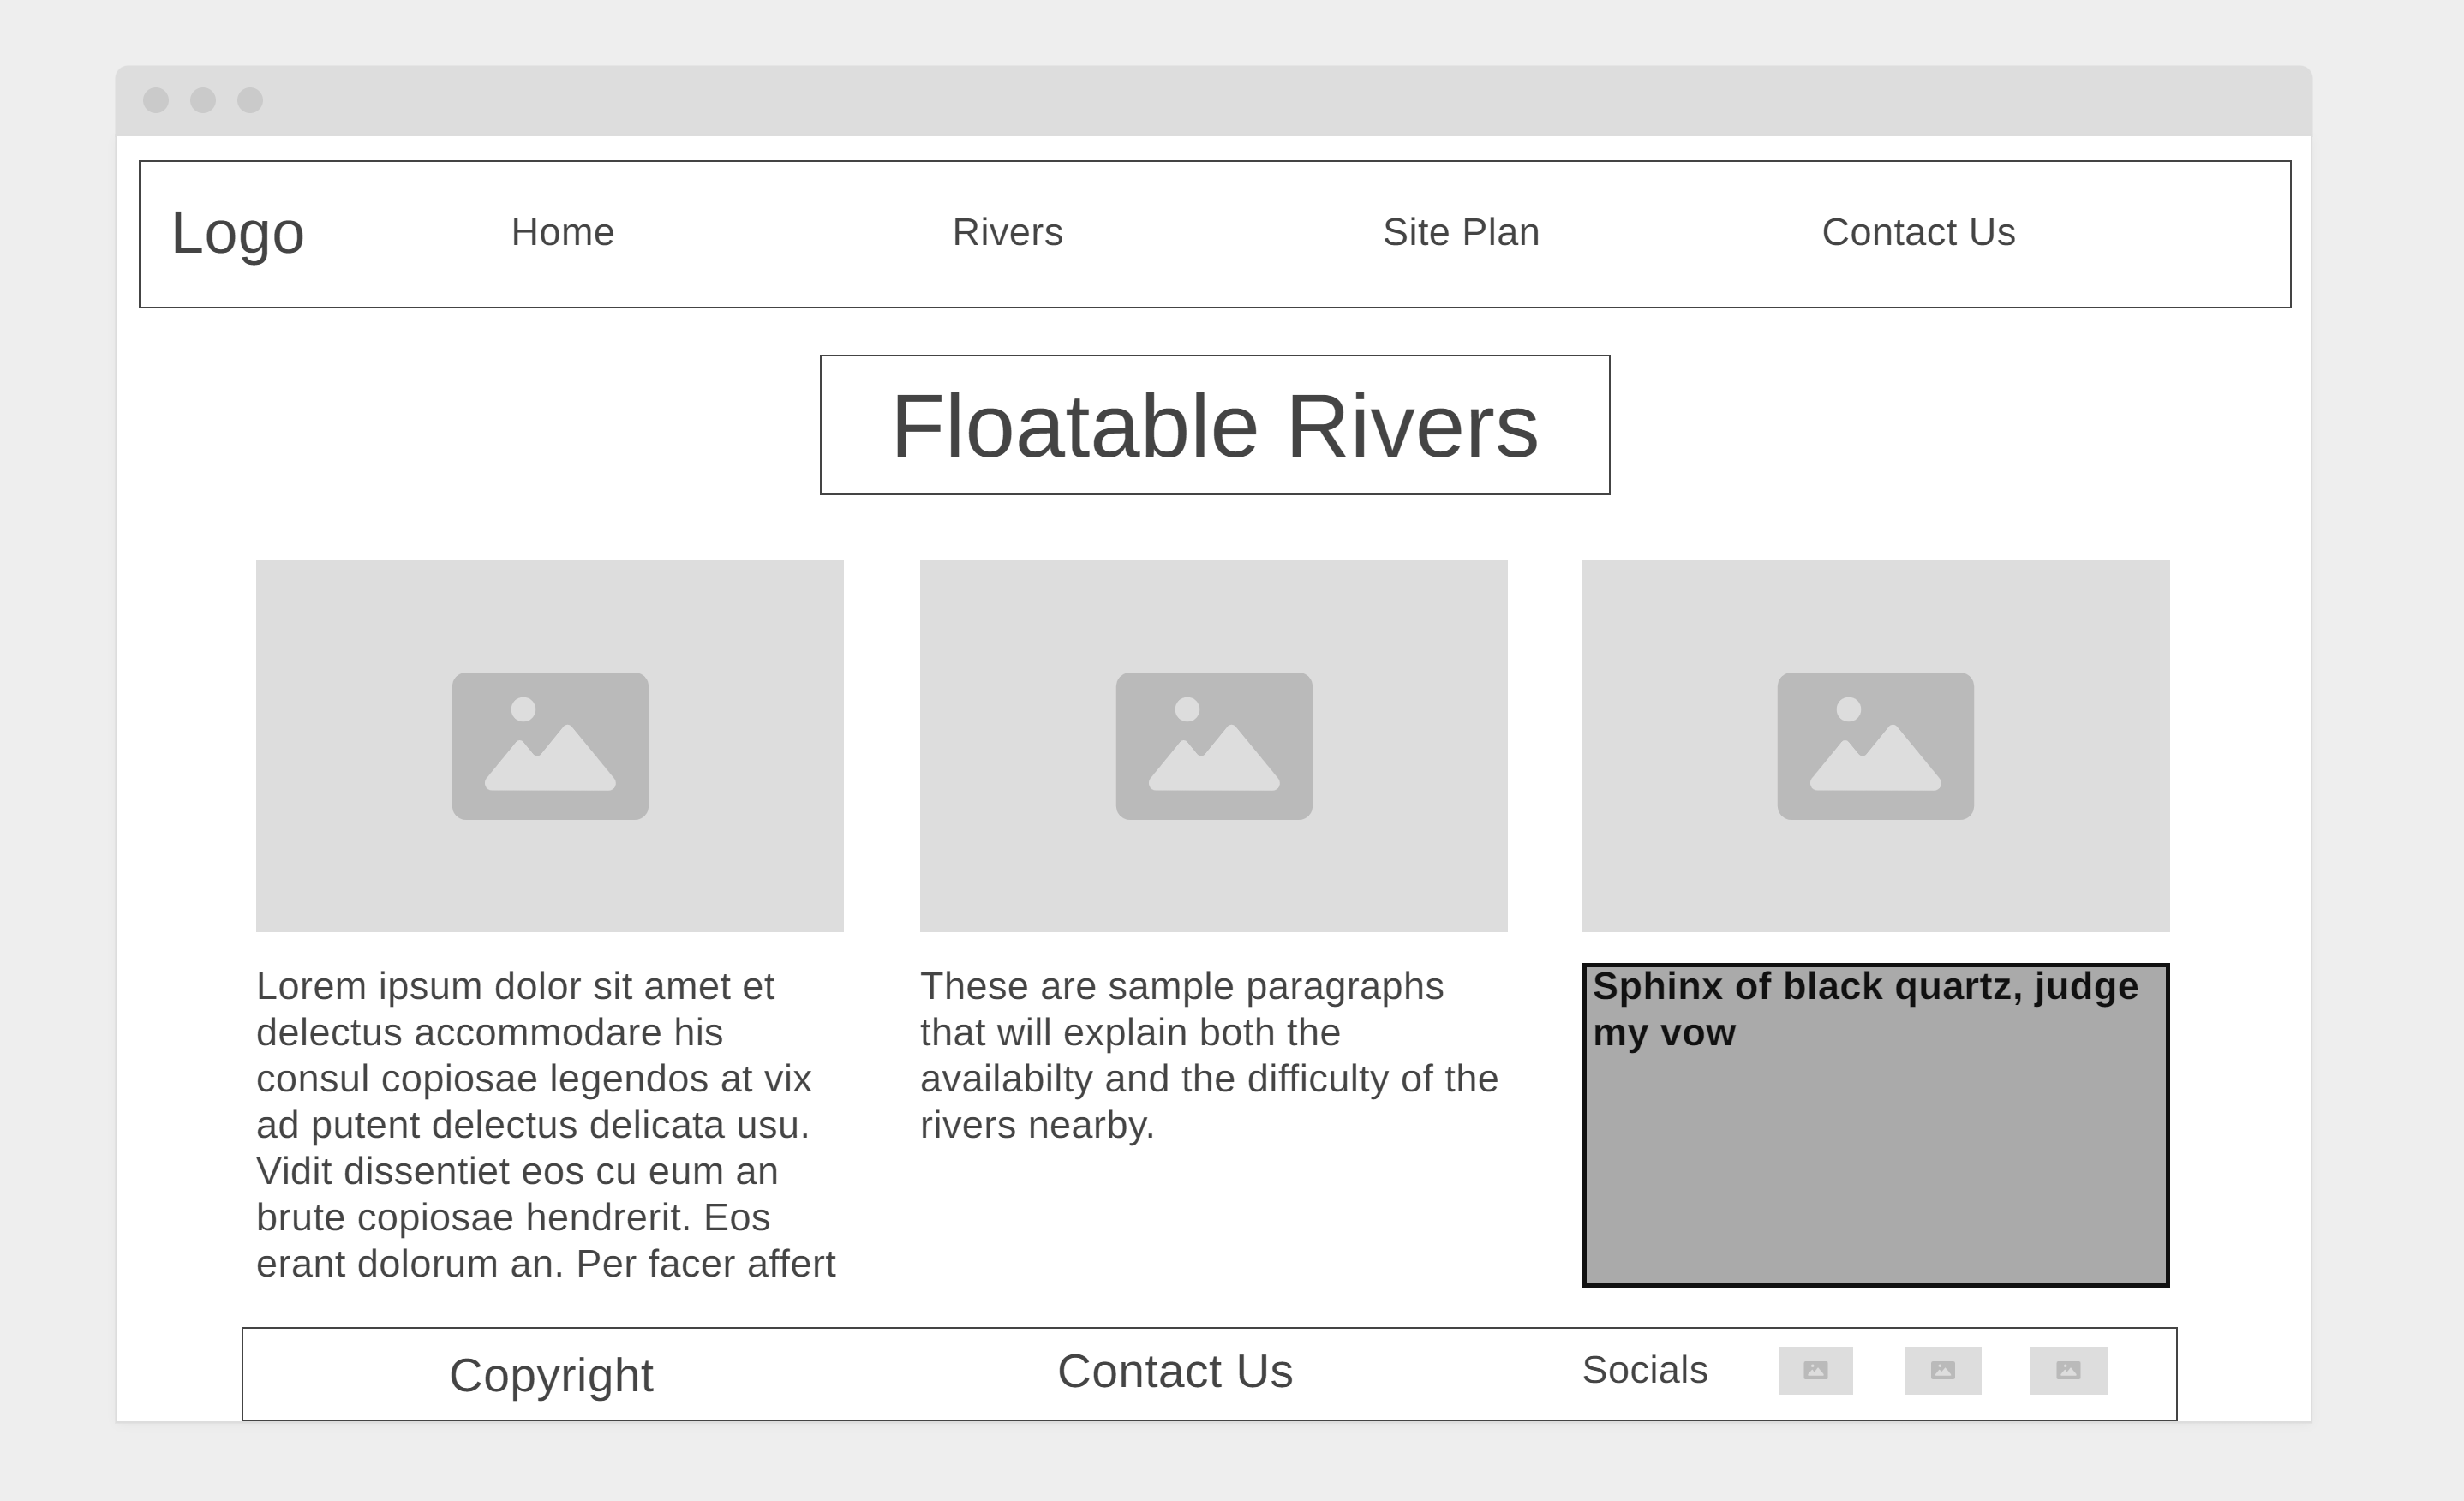 Logo Home Rivers Site Plan Contact Us
Floatable Rivers
Lorem ipsum dolor sit amet et
delectus accommodare his
consul copiosae legendos at vix
ad putent delectus delicata usu.
Vidit dissentiet eos cu eum an
brute copiosae hendrerit. Eos
erant dolorum an. Per facer affert
These are sample paragraphs
that will explain both the
availabilty and the difficulty of the
rivers nearby.
Sphinx of black quartz, judge
my vow
Copyright Contact Us Socials